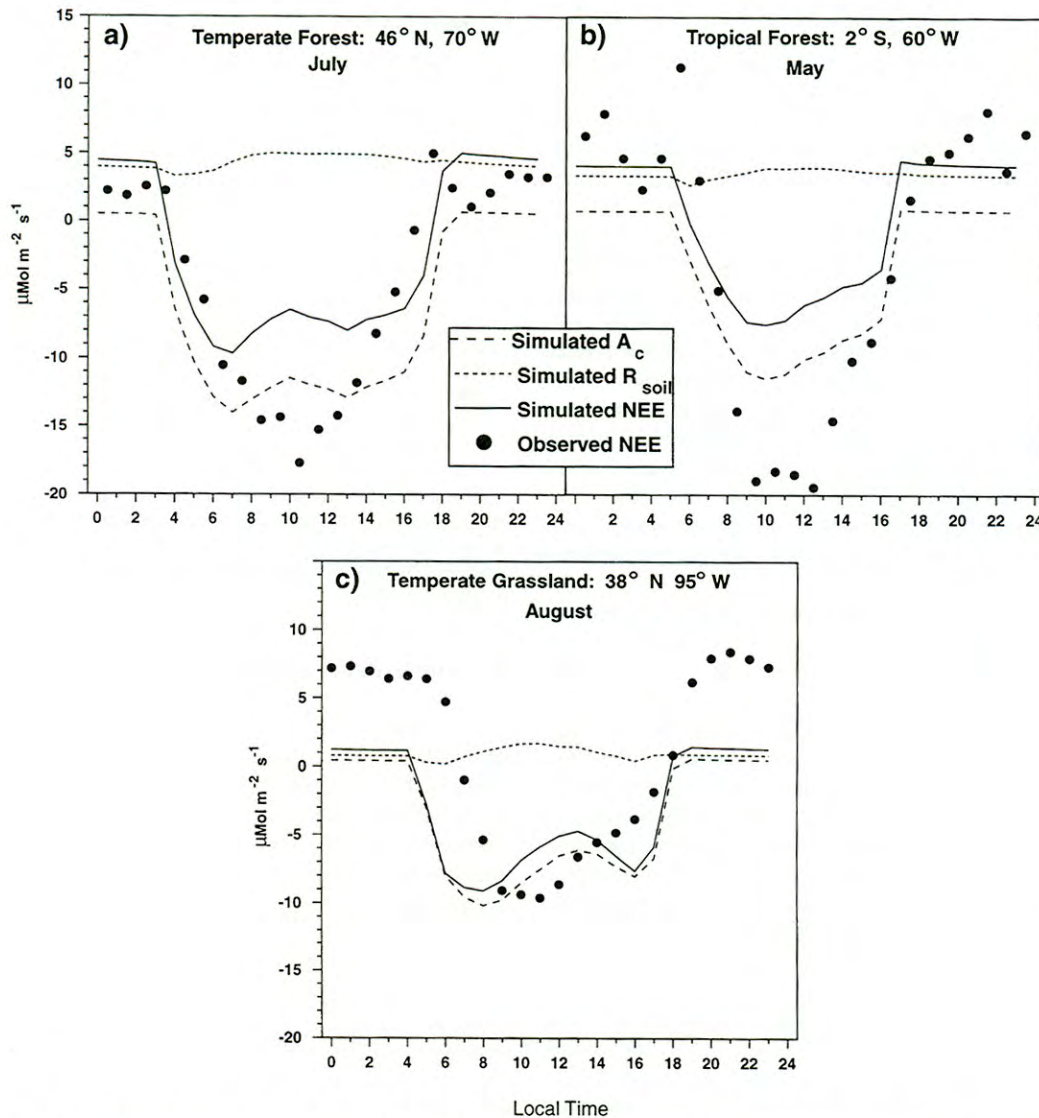 a) Temperate Forest: 46° N, 70° W
July
b) Tropical Forest: 2° S, 60° W
May
15
10
5
0
-5
-10
-15
-20
µMol m⁻² s⁻¹
Simulated A c
Simulated R soil
Simulated NEE
Observed NEE
0 2 4 6 8 10 12 14 16 18 20 22 24
0 2 4 6 8 10 12 14 16 18 20 22 24
c) Temperate Grassland: 38° N 95° W
August
10
5
0
-5
-10
-15
-20
µMol m⁻² s⁻¹
0 2 4 6 8 10 12 14 16 18 20 22 24
Local Time